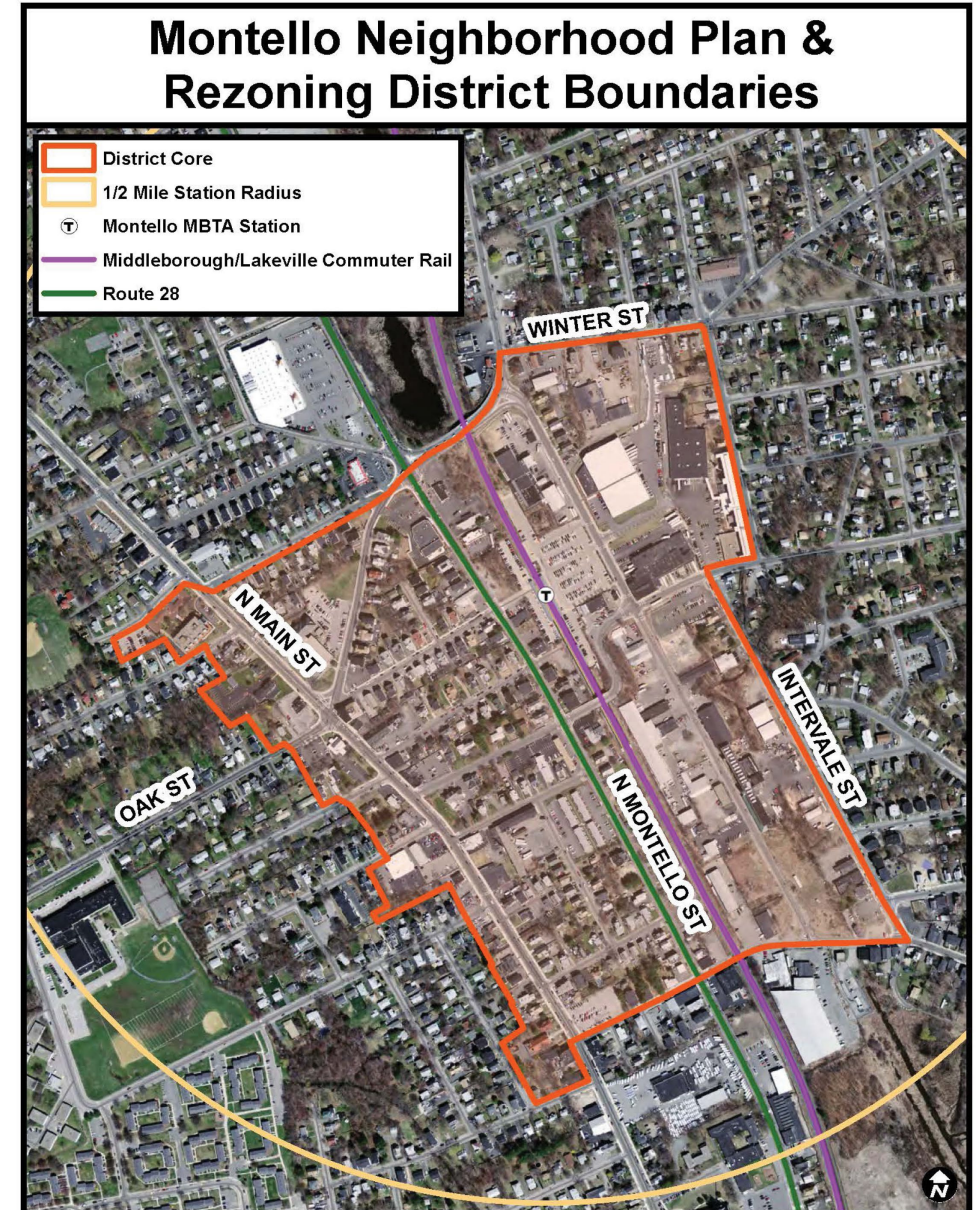 Montello Neighborhood Plan &
Rezoning District Boundaries
District Core
1/2 Mile Station Radius
T Montello MBTA Station
Middleborough/Lakeville Commuter Rail
Route 28
WINTER ST
T
N MAIN ST
INTERVALE ST
OAK ST
N MONTELLO ST
N